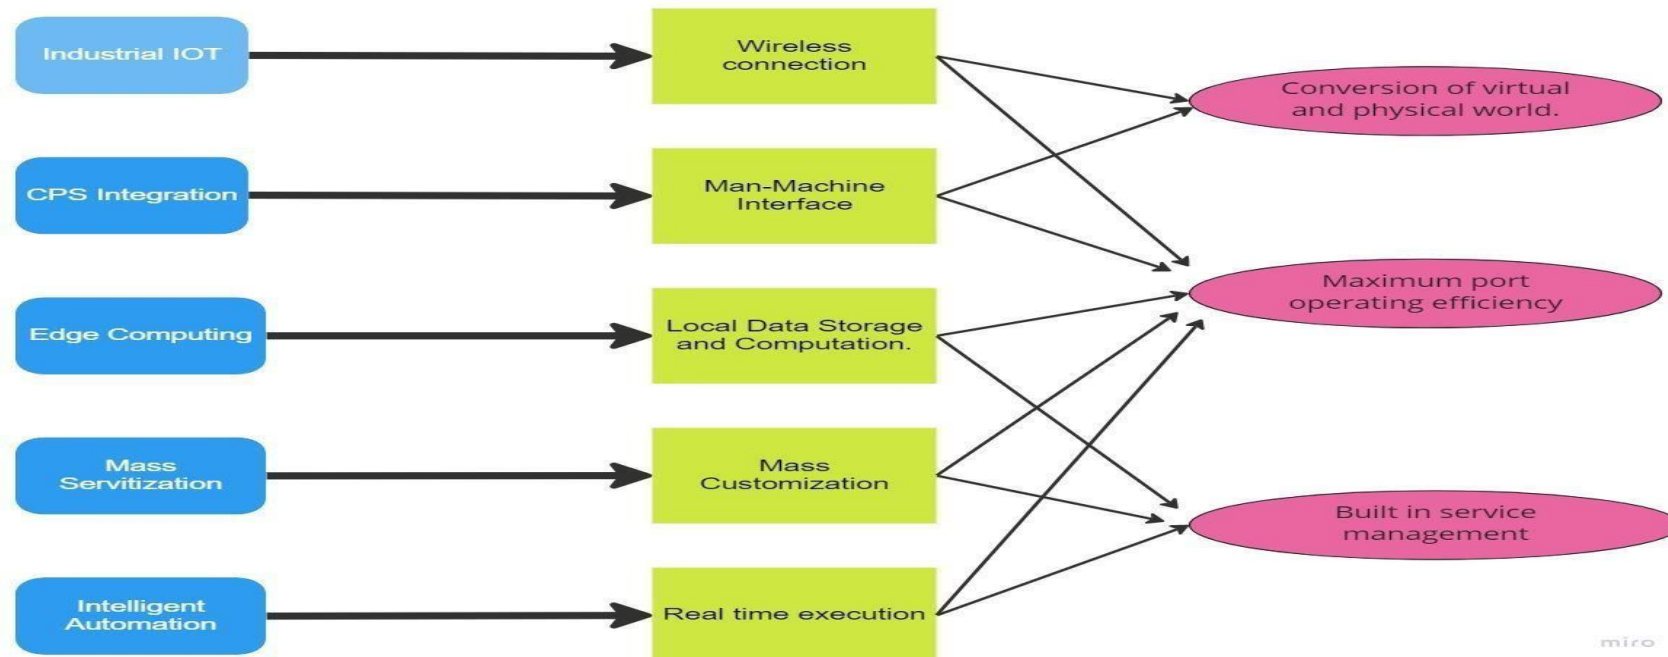 Industrial IOT
Wireless
connection
Conversion of virtual
and physical world.
CPS Integration
Man-Machine
Interface
Maximum port
operating efficiency
Edge Computing
Local Data Storage
and Computation.
Mass
Servitization
Mass
Customization
Built in service
management
Intelligent
Automation
Real time execution
miro